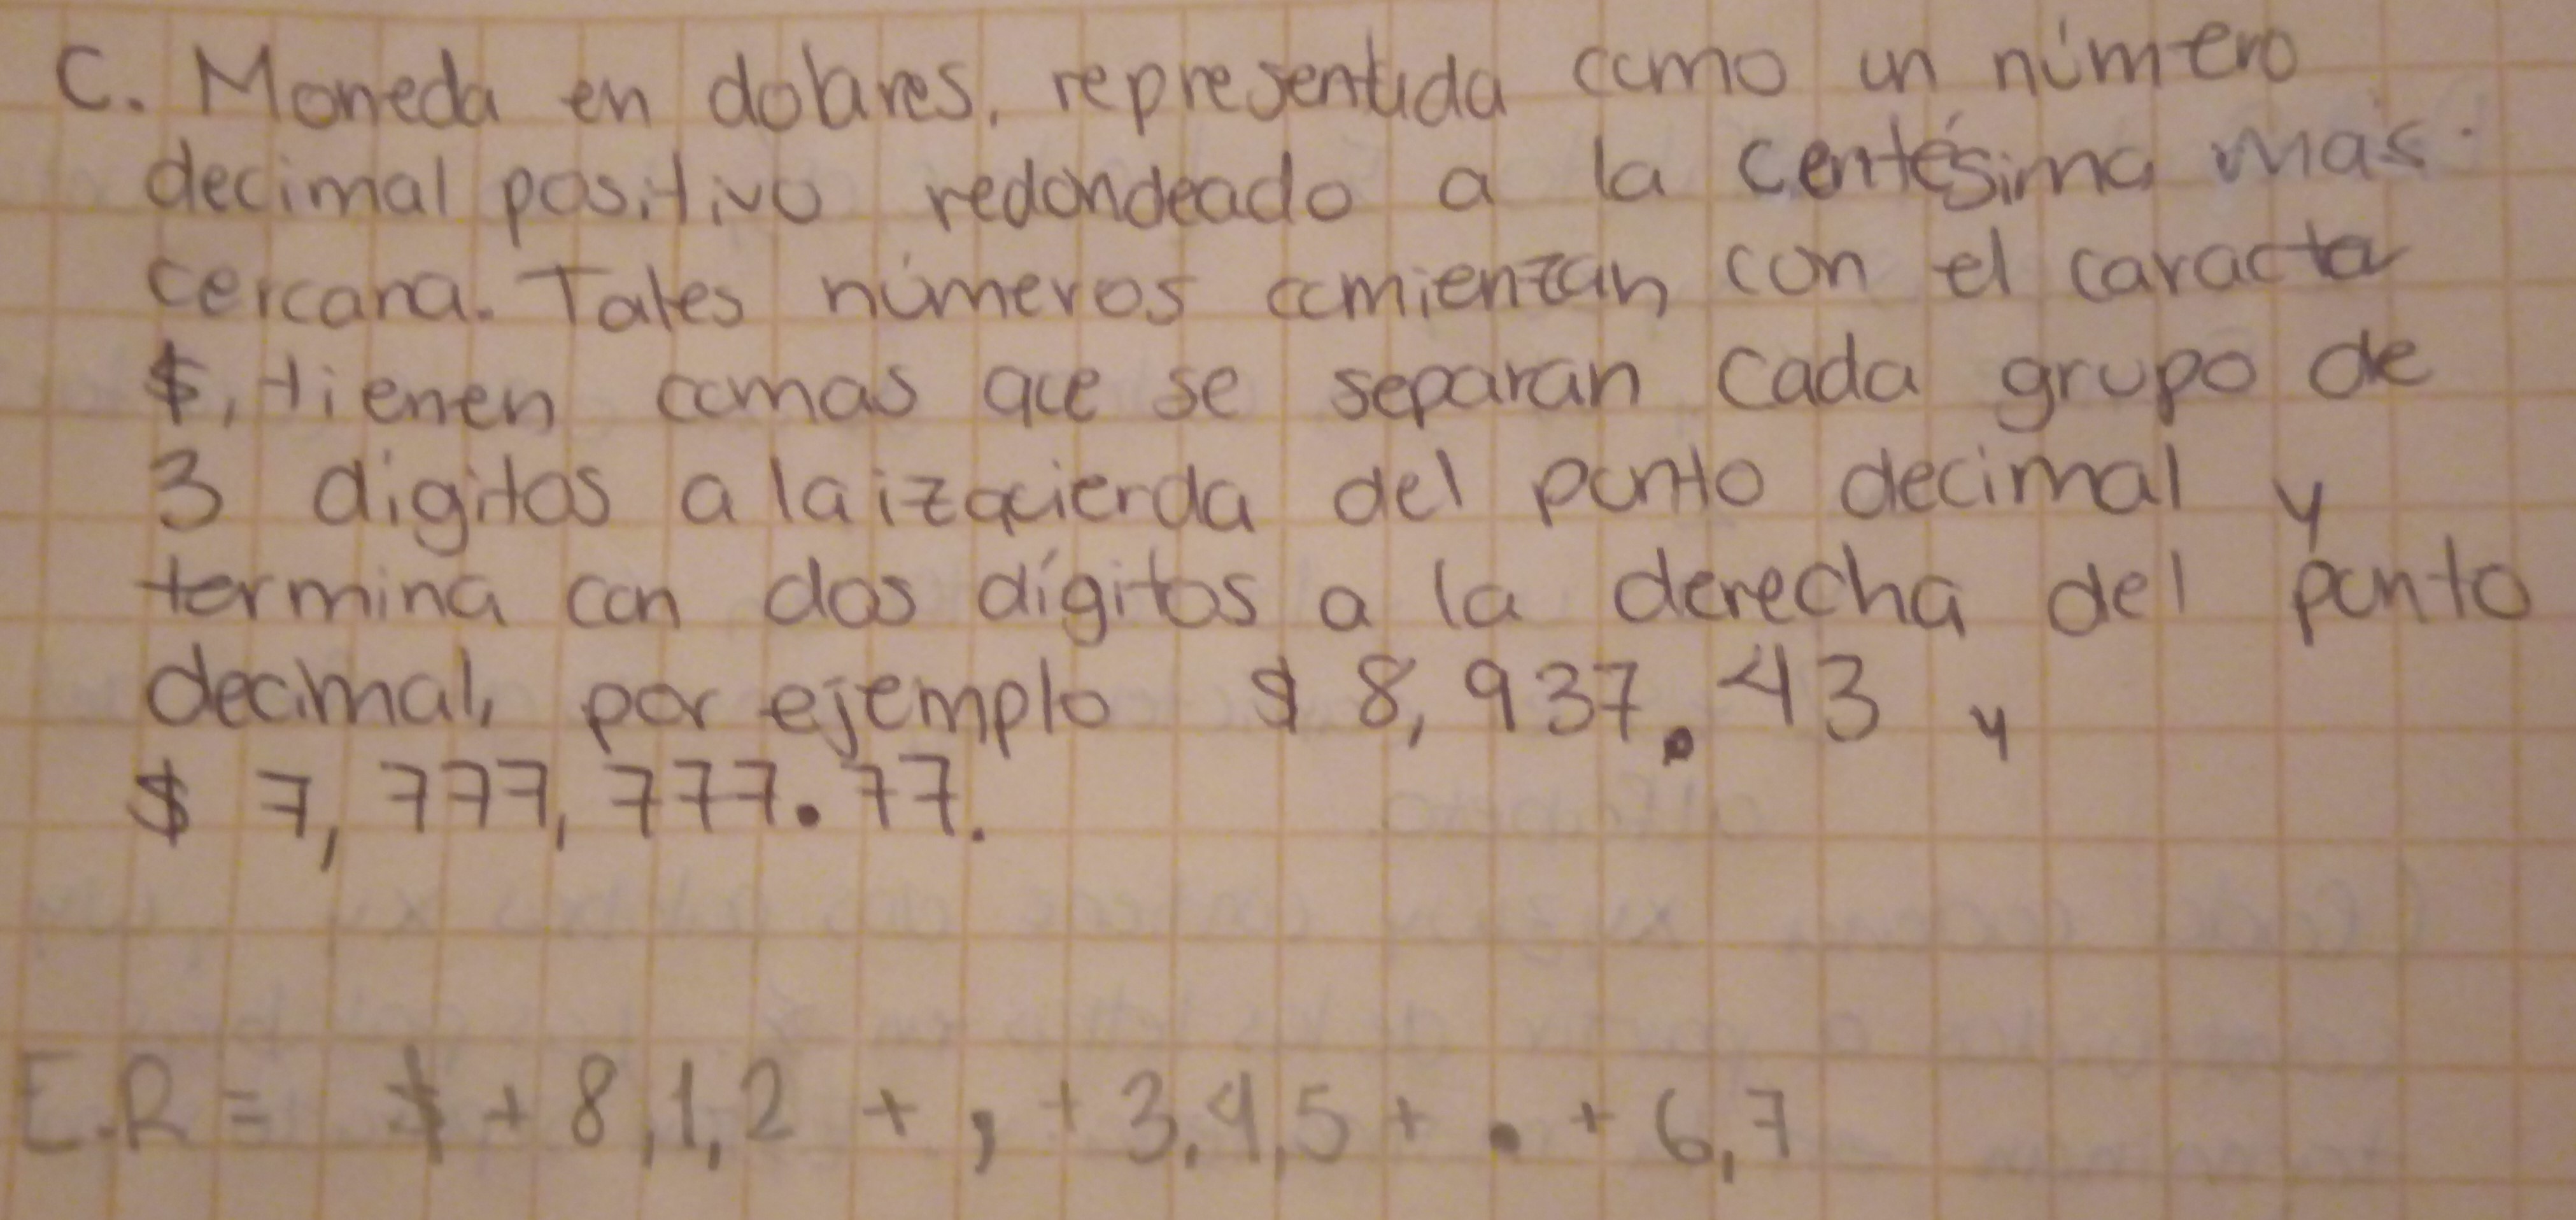 C. Moneda en dolares, representada como un número
decimal positivo redondeado a la centésima más
cercana. Tales números comienzan con el caracter
$, tienen comas que se separan cada grupo de
3 digitos a la izquierda del punto decimal y
termina con dos dígitos a la derecha del punto
decimal, por ejemplo $ 8,937.43 y
$ 7,777,777.77.
E.R = $ + 8,1,2 + , + 3,4,5 + . + 6,7